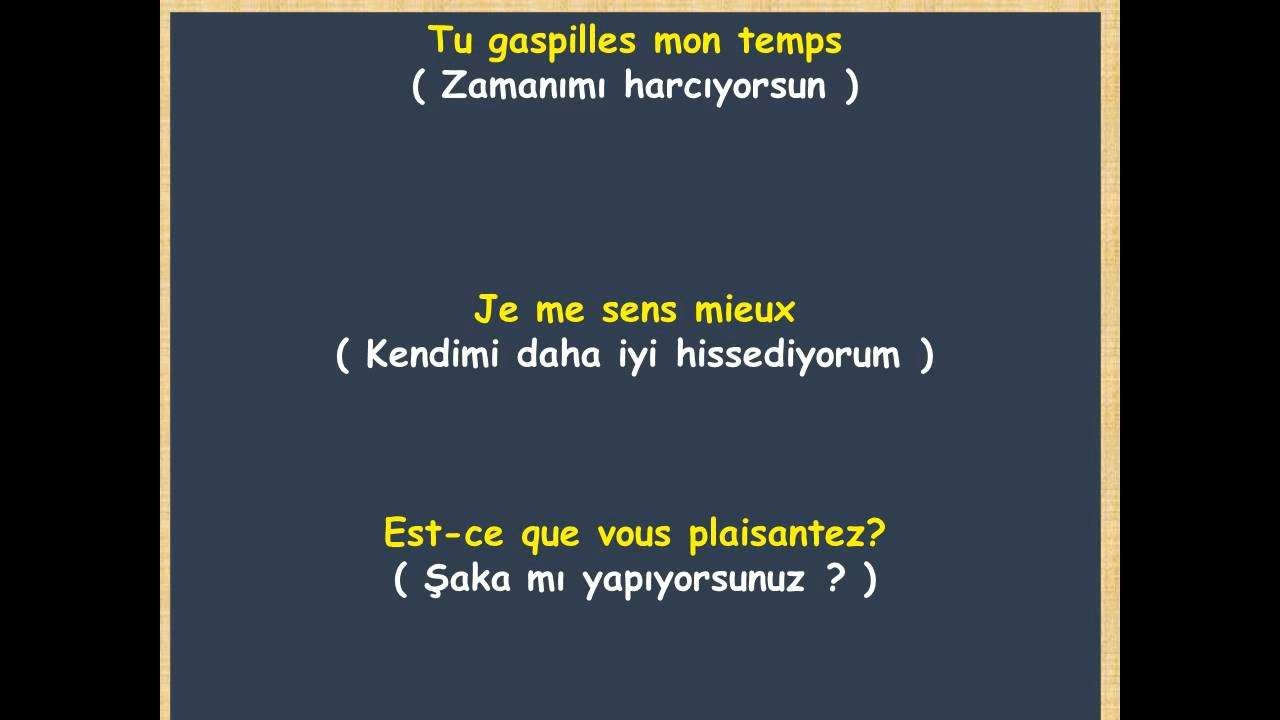 Tu gaspilles mon temps
( Zamanımı harcıyorsun )
Je me sens mieux
( Kendimi daha iyi hissediyorum )
Est-ce que vous plaisantez?
( Şaka mı yapıyorsunuz ? )